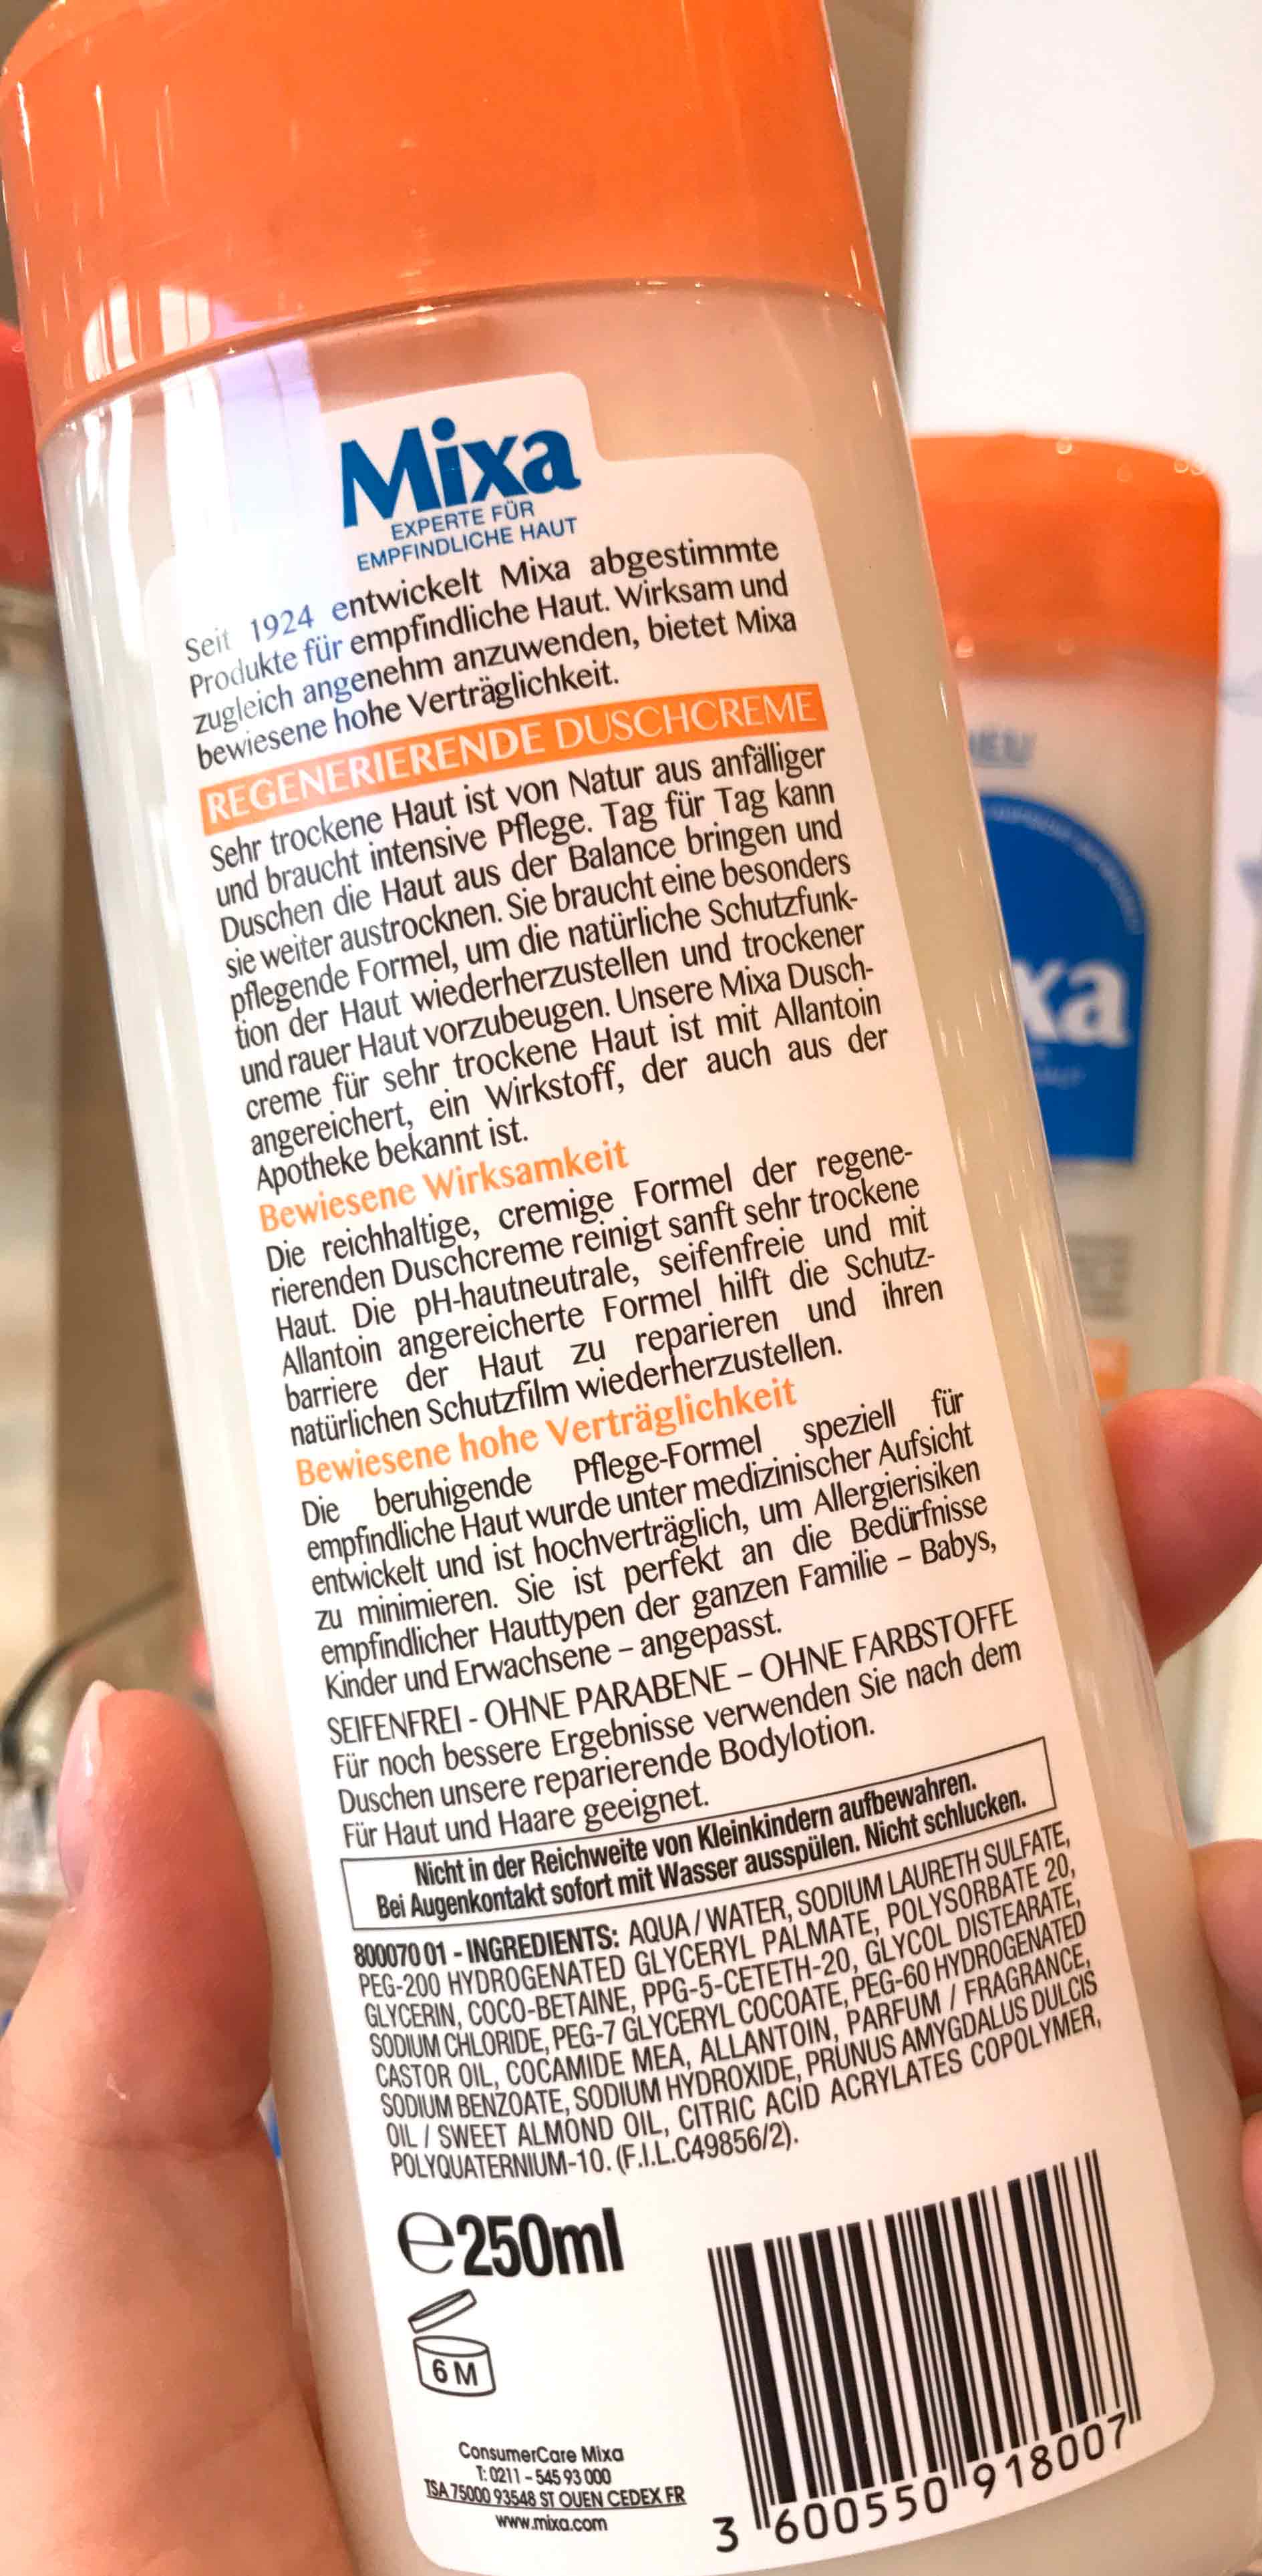 Mixa
EXPERTE FÜR
EMPFINDLICHE HAUT
Seit 1924 entwickelt Mixa abgestimmte
Produkte für empfindliche Haut. Wirksam und
zugleich angenehm anzuwenden, bietet Mixa
bewiesene hohe Verträglichkeit.
REGENERIERENDE DUSCHCREME
Sehr trockene Haut ist von Natur aus anfälliger
und braucht intensive Pflege. Tag für Tag kann
Duschen die Haut aus der Balance bringen und
sie weiter austrocknen. Sie braucht eine besonders
pflegende Formel, um die natürliche Schutzfunk-
tion der Haut wiederherzustellen und trockener
und rauer Haut vorzubeugen. Unsere Mixa Dusch-
creme für sehr trockene Haut ist mit Allantoin
angereichert, ein Wirkstoff, der auch aus der
Apotheke bekannt ist.
Bewiesene Wirksamkeit
Die reichhaltige, cremige Formel der regene-
rierenden Duschcreme reinigt sanft sehr trockene
Haut. Die pH-hautneutrale, seifenfreie und mit
Allantoin angereicherte Formel hilft die Schutz-
barriere der Haut zu reparieren und ihren
natürlichen Schutzfilm wiederherzustellen.
Bewiesene hohe Verträglichkeit
Die beruhigende Pflege-Formel speziell für
empfindliche Haut wurde unter medizinischer Aufsicht
entwickelt und ist hochverträglich, um Allergierisiken
zu minimieren. Sie ist perfekt an die Bedürfnisse
empfindlicher Hauttypen der ganzen Familie – Babys,
Kinder und Erwachsene – angepasst.
SEIFENFREI - OHNE PARABENE – OHNE FARBSTOFFE
Für noch bessere Ergebnisse verwenden Sie nach dem
Duschen unsere reparierende Bodylotion.
Für Haut und Haare geeignet.
Nicht in der Reichweite von Kleinkindern aufbewahren.
Bei Augenkontakt sofort mit Wasser ausspülen. Nicht schlucken.
800070 01 - INGREDIENTS: AQUA / WATER, SODIUM LAURETH SULFATE,
PEG-200 HYDROGENATED GLYCERYL PALMATE, POLYSORBATE 20,
GLYCERIN, COCO-BETAINE, PPG-5-CETETH-20, GLYCOL DISTEARATE,
SODIUM CHLORIDE, PEG-7 GLYCERYL COCOATE, PEG-60 HYDROGENATED
CASTOR OIL, COCAMIDE MEA, ALLANTOIN, PARFUM / FRAGRANCE,
SODIUM BENZOATE, SODIUM HYDROXIDE, PRUNUS AMYGDALUS DULCIS
OIL / SWEET ALMOND OIL, CITRIC ACID ACRYLATES COPOLYMER,
POLYQUATERNIUM-10. (F.I.L.C49856/2).
e250ml
6 M
ConsumerCare Mixa
T: 0211 - 545 93 000
TSA 75000 93548 ST OUEN CEDEX FR
www.mixa.com
3 600550 918007
NEU
xa